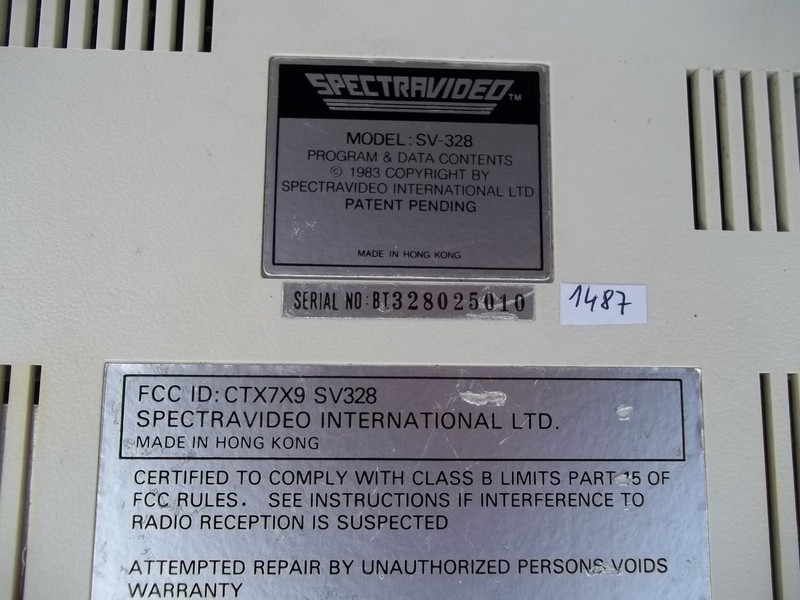 SPECTRAVIDEO TM
MODEL: SV-328
PROGRAM & DATA CONTENTS
© 1983 COPYRIGHT BY
SPECTRAVIDEO INTERNATIONAL LTD
PATENT PENDING
MADE IN HONG KONG
SERIAL NO: BT328025010
1487
FCC ID: CTX7X9 SV328
SPECTRAVIDEO INTERNATIONAL LTD.
MADE IN HONG KONG
CERTIFIED TO COMPLY WITH CLASS B LIMITS PART 15 OF
FCC RULES. SEE INSTRUCTIONS IF INTERFERENCE TO
RADIO RECEPTION IS SUSPECTED
ATTEMPTED REPAIR BY UNAUTHORIZED PERSONS VOIDS
WARRANTY